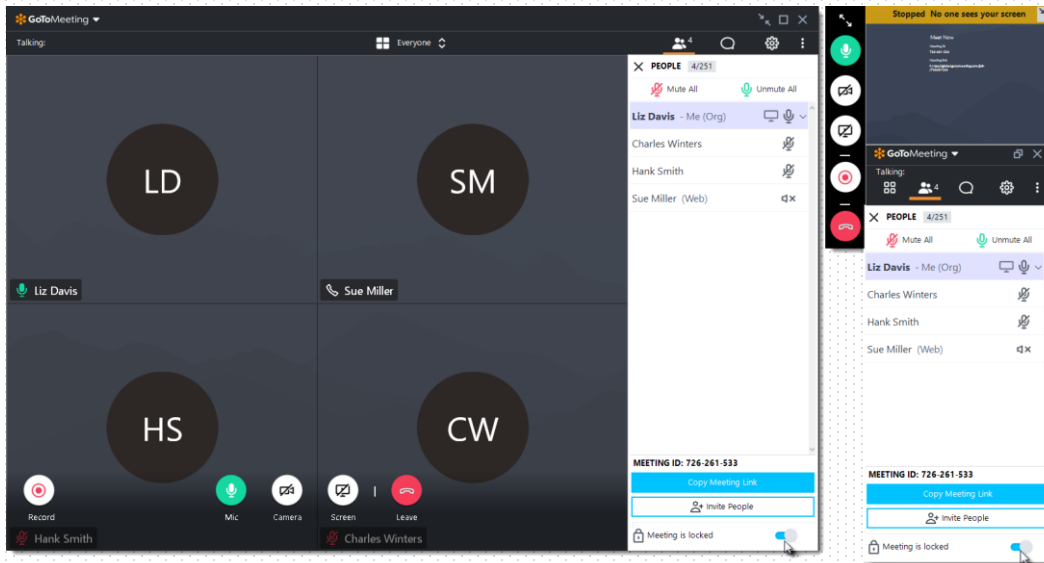 GoToMeeting
Talking:
Everyone
4
LD
SM
Liz Davis
Sue Miller
HS
CW
Record
Mic
Camera
Screen
Leave
Hank Smith
Charles Winters
PEOPLE 4/251
Mute All
Unmute All
Liz Davis - Me (Org)
Charles Winters
Hank Smith
Sue Miller (Web)
MEETING ID: 726-261-533
Copy Meeting Link
Invite People
Meeting is locked
Stopped No one sees your screen
Meet Now
Meeting ID
GoToMeeting
Talking:
4
PEOPLE 4/251
Mute All
Unmute All
Liz Davis - Me (Org)
Charles Winters
Hank Smith
Sue Miller (Web)
MEETING ID: 726-261-533
Copy Meeting Link
Invite People
Meeting is locked